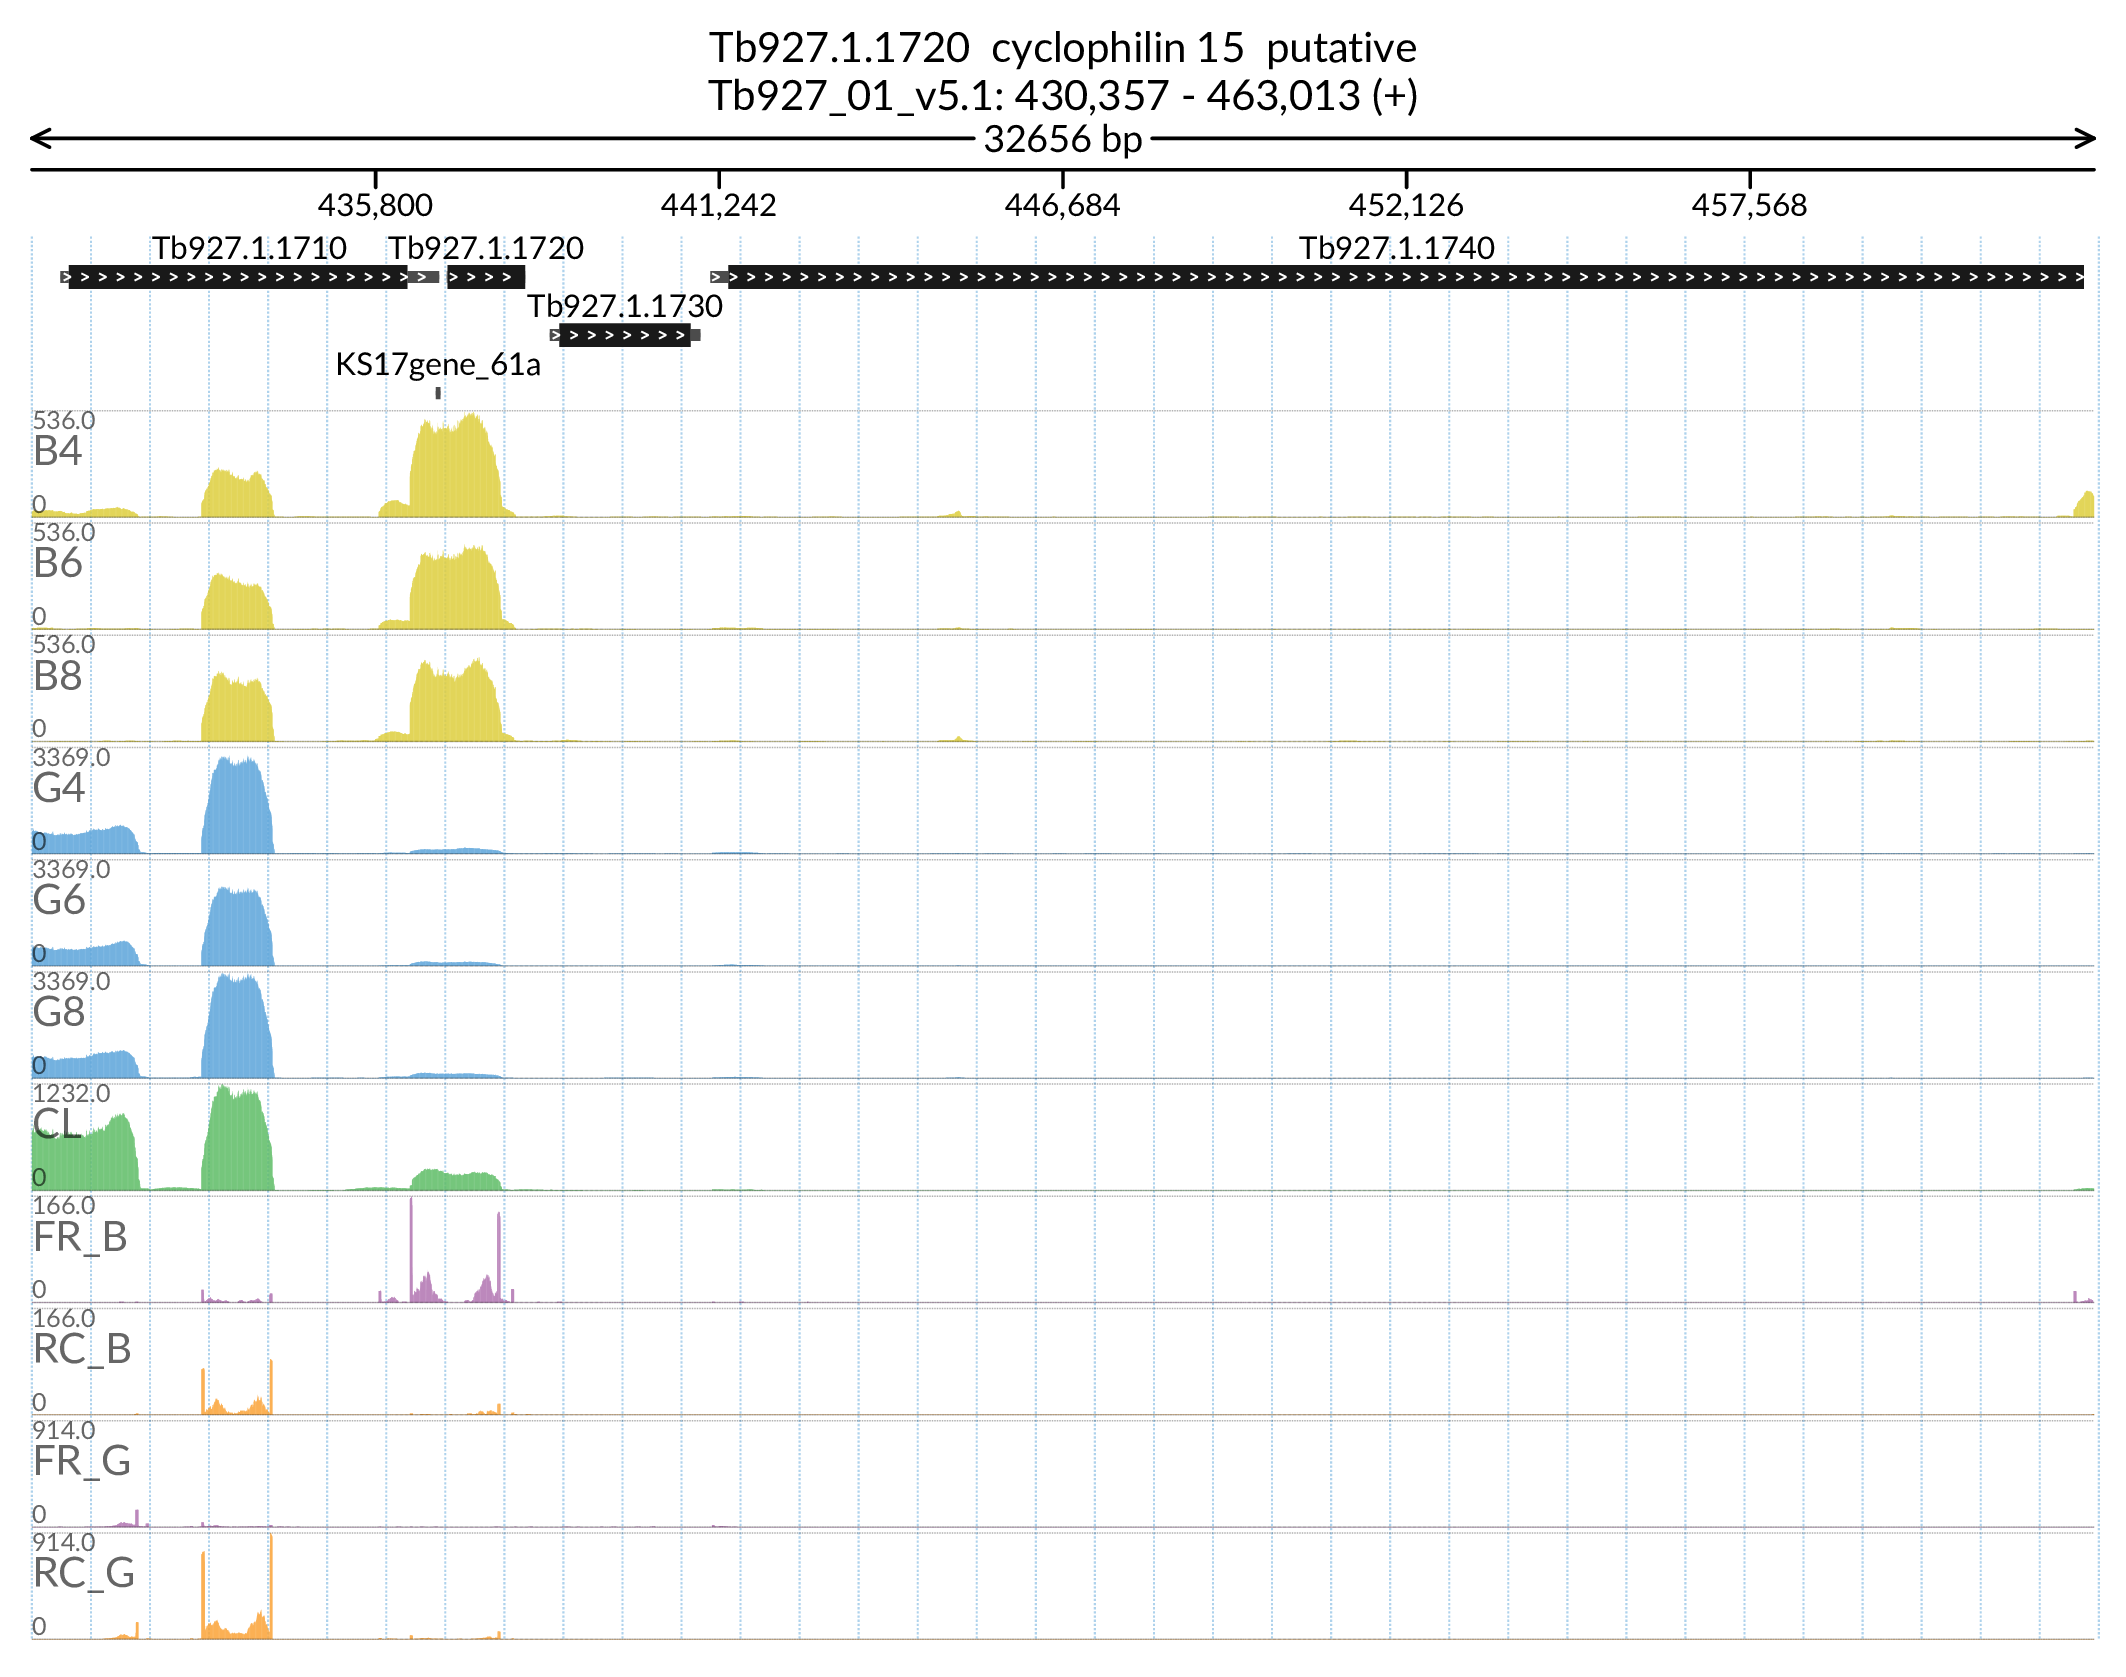 Tb927.1.1720 cyclophilin 15 putative
Tb927_01_v5.1: 430,357 - 463,013 (+)
32656 bp
435,800 441,242 446,684 452,126 457,568
Tb927.1.1710 Tb927.1.1720 Tb927.1.1740
Tb927.1.1730
KS17gene_61a
536.0
B4
0
536.0
B6
0
536.0
B8
0
3369.0
G4
0
3369.0
G6
0
3369.0
G8
0
1232.0
CL
0
166.0
FR_B
0
166.0
RC_B
0
914.0
FR_G
0
914.0
RC_G
0